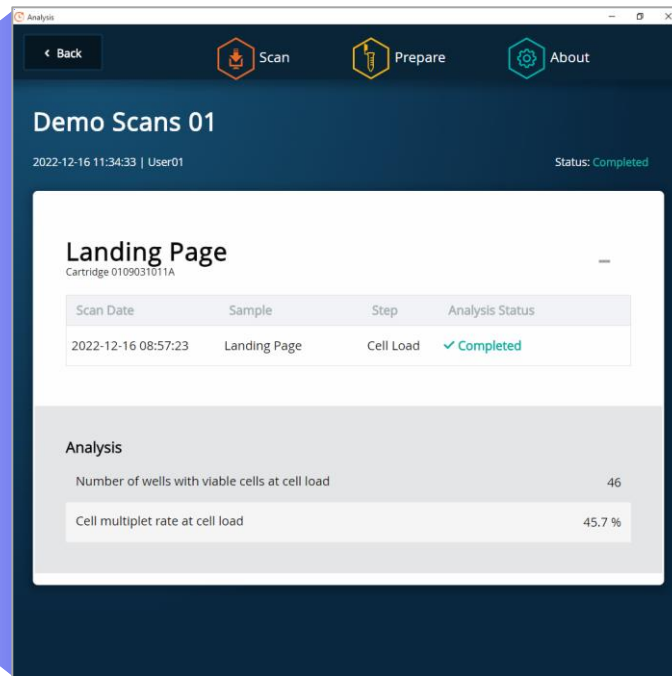 Analysis
Back
Scan
Prepare
About
Demo Scans 01
2022-12-16 11:34:33 | User01
Status: Completed
Landing Page
Cartridge 0109031011A
Scan Date Sample Step Analysis Status
2022-12-16 08:57:23 Landing Page Cell Load Completed
Analysis
Number of wells with viable cells at cell load 46
Cell multiplet rate at cell load 45.7 %